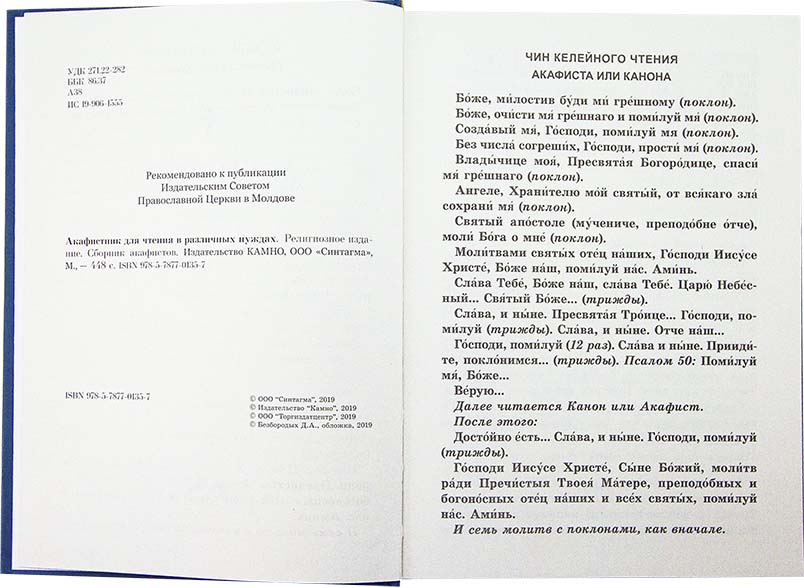 УДК 271.22-282
ББК 86.37
А38
ИС 19-906-1555
Рекомендовано к публикации
Издательским Советом
Православной Церкви в Молдове
Акафистник для чтения в различных нуждах. Религиозное изда-
ние. Сборник акафистов. Издательство КАМНО, ООО «Синтагма»,
М., – 448 с. ISBN 978-5-7877-0135-7
ISBN 978-5-7877-0135-7
© ООО "Синтагма", 2019
© Издательство "Камно", 2019
© ООО "Торгиздатцентр", 2019
© Безбородых Д.А., обложка, 2019
ЧИН КЕЛЕЙНОГО ЧТЕНИЯ
АКАФИСТА ИЛИ КАНОНА
Бо́же, ми́лостив бу́ди ми́ гре́шному (поклон).
Бо́же, очи́сти мя́ гре́шнаго и поми́луй мя́ (поклон).
Созда́вый мя́, Го́споди, поми́луй мя́ (поклон).
Без числа́ согреши́х, Го́споди, прости́ мя́ (поклон).
Влады́чице моя́, Пресвята́я Богоро́дице, спаси́
мя́ гре́шнаго (поклон).
А́нгеле, Храни́телю мо́й святы́й, от вся́каго зла́
сохрани́ мя́ (поклон).
Святы́й апо́столе (му́чениче, преподо́бне о́тче),
моли́ Бо́га о мне́ (поклон).
Моли́твами святы́х оте́ц на́ших, Го́споди Иису́се
Христе́, Бо́же на́ш, поми́луй на́с. Ами́нь.
Сла́ва Тебе́, Бо́же на́ш, сла́ва Тебе́. Царю́ Небе́с-
ный... Святы́й Бо́же... (трижды).
Сла́ва, и ны́не. Пресвята́я Тро́ице... Го́споди, по-
ми́луй (трижды). Сла́ва, и ны́не. Отче на́ш...
Го́споди, поми́луй (12 раз). Сла́ва и ны́не. Прииди́-
те, покло́нимся... (трижды). Псалом 50: Поми́луй
мя́, Бо́же...
Ве́рую...
Далее читается Канон или Акафист.
После этого:
Досто́йно е́сть... Сла́ва, и ны́не. Го́споди, поми́луй
(трижды).
Го́споди Иису́се Христе́, Сы́не Бо́жий, моли́тв
ра́ди Пречи́стыя Твоея́ Ма́тере, преподо́бных и
богоно́сных оте́ц на́ших и все́х святы́х, поми́луй
на́с. Ами́нь.
И семь молитв с поклонами, как вначале.